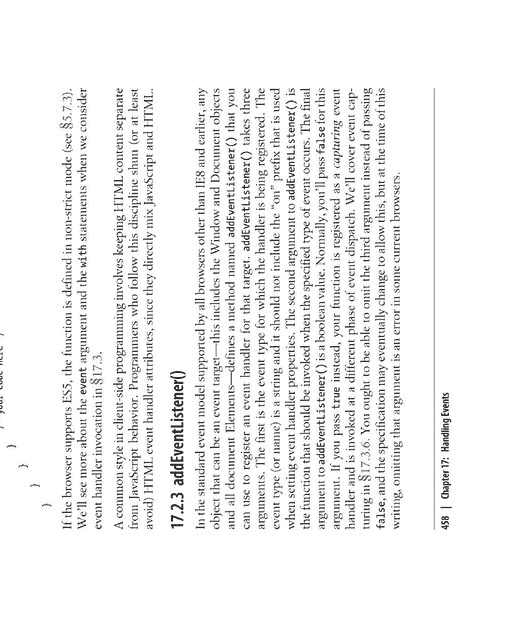 /* your code here */
}
}
}
}
If the browser supports ES5, the function is defined in non-strict mode (see §5.7.3).
We'll see more about the event argument and the with statements when we consider
event handler invocation in §17.3.
A common style in client-side programming involves keeping HTML content separate
from JavaScript behavior. Programmers who follow this discipline shun (or at least
avoid) HTML event handler attributes, since they directly mix JavaScript and HTML.
17.2.3 addEventListener()
In the standard event model supported by all browsers other than IE8 and earlier, any
object that can be an event target—this includes the Window and Document objects
and all document Elements—defines a method named addEventListener() that you
can use to register an event handler for that target. addEventListener() takes three
arguments. The first is the event type for which the handler is being registered. The
event type (or name) is a string and it should not include the “on” prefix that is used
when setting event handler properties. The second argument to addEventListener() is
the function that should be invoked when the specified type of event occurs. The final
argument to addEventListener() is a boolean value. Normally, you'll pass false for this
argument. If you pass true instead, your function is registered as a capturing event
handler and is invoked at a different phase of event dispatch. We'll cover event cap-
turing in §17.3.6. You ought to be able to omit the third argument instead of passing
false, and the specification may eventually change to allow this, but at the time of this
writing, omitting that argument is an error in some current browsers.
458 | Chapter 17: Handling Events